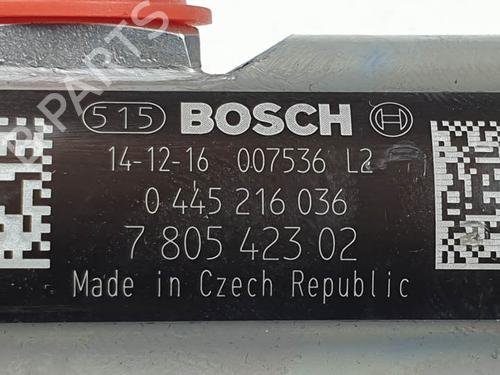 B-PARTS
515 BOSCH
14-12-16 007536 L2
0 445 216 036
7 805 423 02
Made in Czech Republic